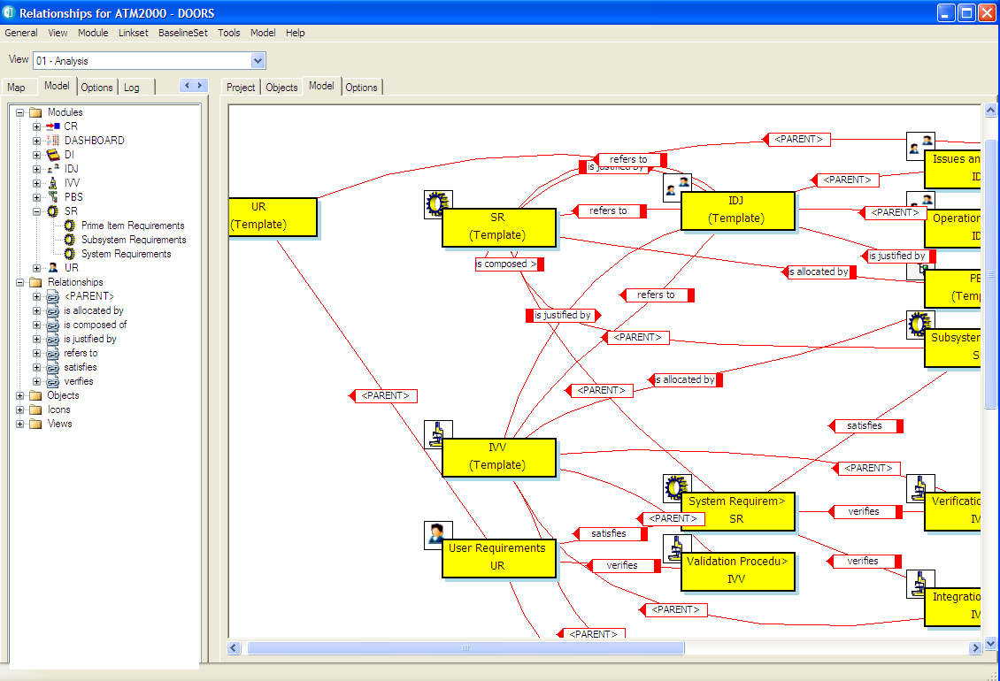 Relationships for ATM2000 - DOORS
General View Module Linkset BaselineSet Tools Model Help
View 01 - Analysis
Map Model Options Log
Project Objects Model Options
Modules
CR
DASHBOARD
DI
IDJ
IVV
PBS
SR
Prime Item Requirements
Subsystem Requirements
System Requirements
UR
Relationships
<PARENT>
is allocated by
is composed of
is justified by
refers to
satisfies
verifies
Objects
Icons
Views
<PARENT>
Issues an
ID
refers to
is justified by
<PARENT>
UR
(Template)
SR
(Template)
refers to
IDJ
(Template)
<PARENT>
Operation
ID
is composed >
is justified by
is allocated by
PB
(Temp
refers to
is justified by
<PARENT>
Subsyster
S
is allocated by
<PARENT>
<PARENT>
satisfies
IVV
(Template)
<PARENT>
System Requirem>
SR
<PARENT>
verifies
Verificatio
IV
satisfies
User Requirements
UR
verifies
Validation Procedu>
IVV
verifies
Integratio
IV
<PARENT>
<PARENT>